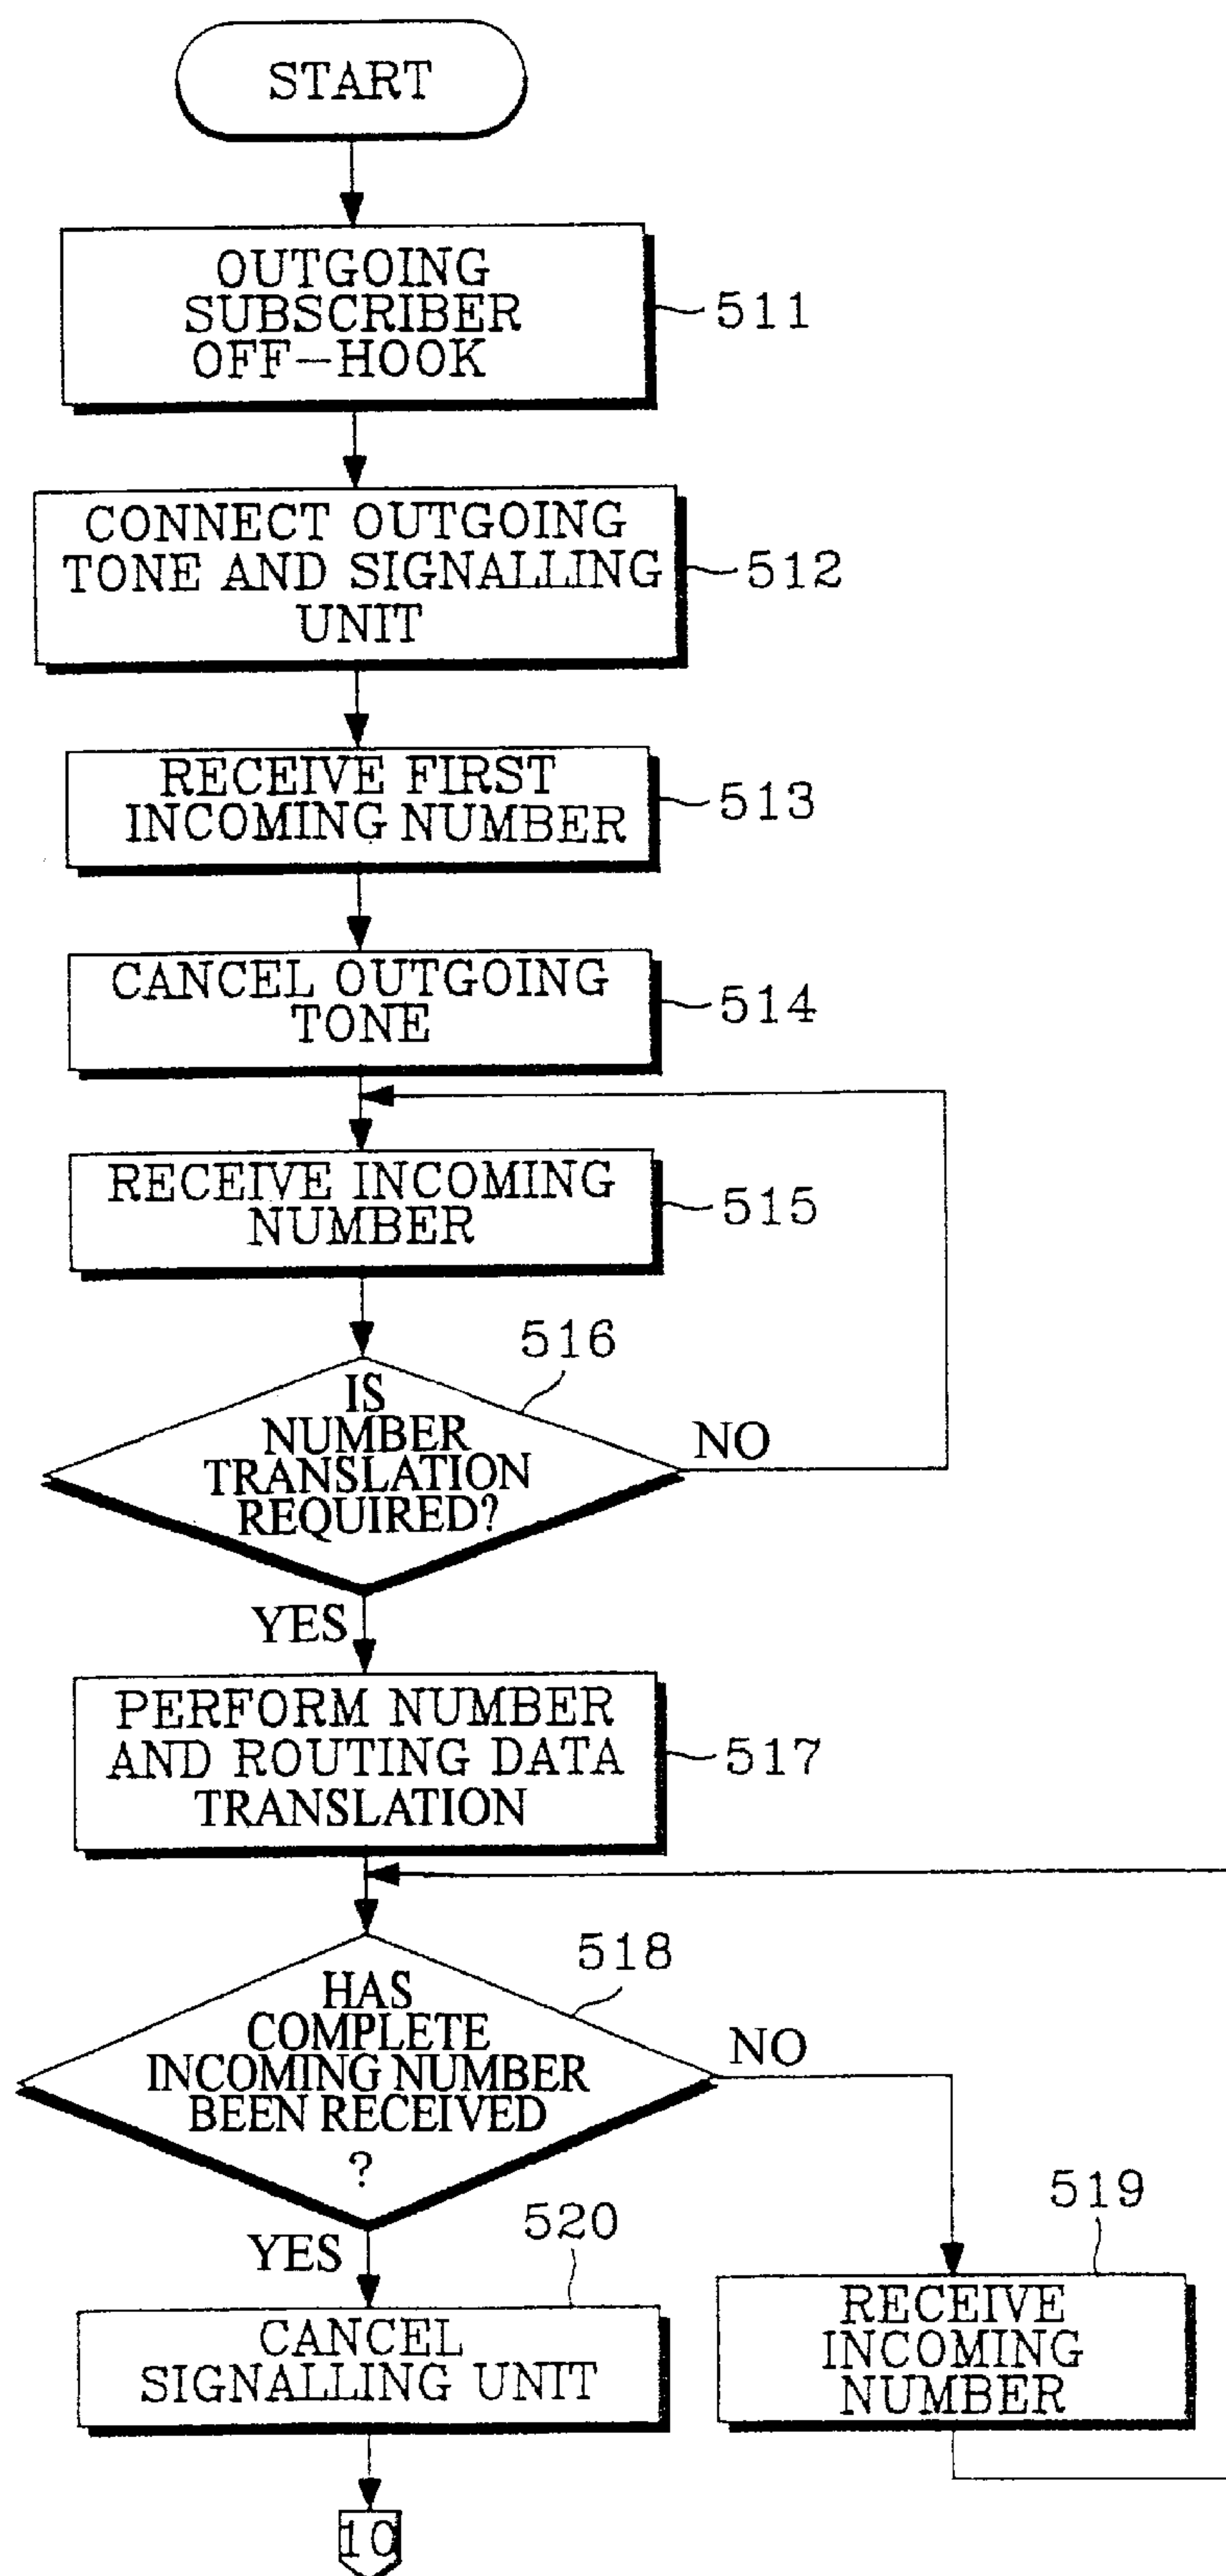 START
OUTGOING
SUBSCRIBER
OFF-HOOK
511
CONNECT OUTGOING
TONE AND SIGNALLING
UNIT
512
RECEIVE FIRST
INCOMING NUMBER
513
CANCEL OUTGOING
TONE
514
RECEIVE INCOMING
NUMBER
515
516
IS
NUMBER
TRANSLATION
REQUIRED?
NO
YES
PERFORM NUMBER
AND ROUTING DATA
TRANSLATION
517
518
HAS
COMPLETE
INCOMING NUMBER
BEEN RECEIVED
?
NO
YES
520
CANCEL
SIGNALLING UNIT
519
RECEIVE
INCOMING
NUMBER
1C